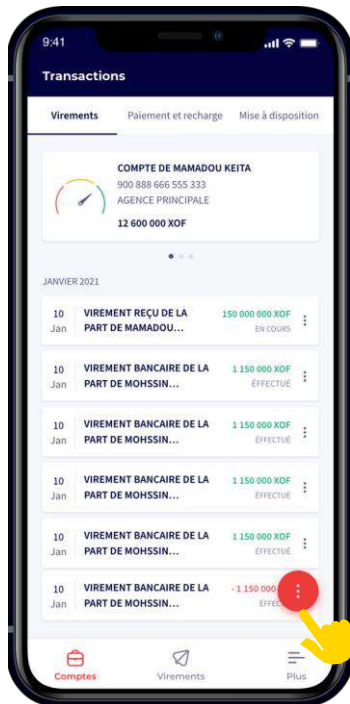 9:41
Transactions
Virements Paiement et recharge Mise à disposition
COMPTE DE MAMADOU KEITA
900 888 666 555 333
AGENCE PRINCIPALE
12 600 000 XOF
JANVIER 2021
10 VIREMENT REÇU DE LA 150 000 000 XOF
Jan PART DE MAMADOU... EN COURS
10 VIREMENT BANCAIRE DE LA 1 150 000 XOF
Jan PART DE MOHSSIN... ÉFFECTUÉ
10 VIREMENT BANCAIRE DE LA 1 150 000 XOF
Jan PART DE MOHSSIN... ÉFFECTUÉ
10 VIREMENT BANCAIRE DE LA 1 150 000 XOF
Jan PART DE MOHSSIN... ÉFFECTUÉ
10 VIREMENT BANCAIRE DE LA 1 150 000 XOF
Jan PART DE MOHSSIN... ÉFFECTUÉ
10 VIREMENT BANCAIRE DE LA - 1 150 000
Jan PART DE MOHSSIN...
Comptes Virements Plus